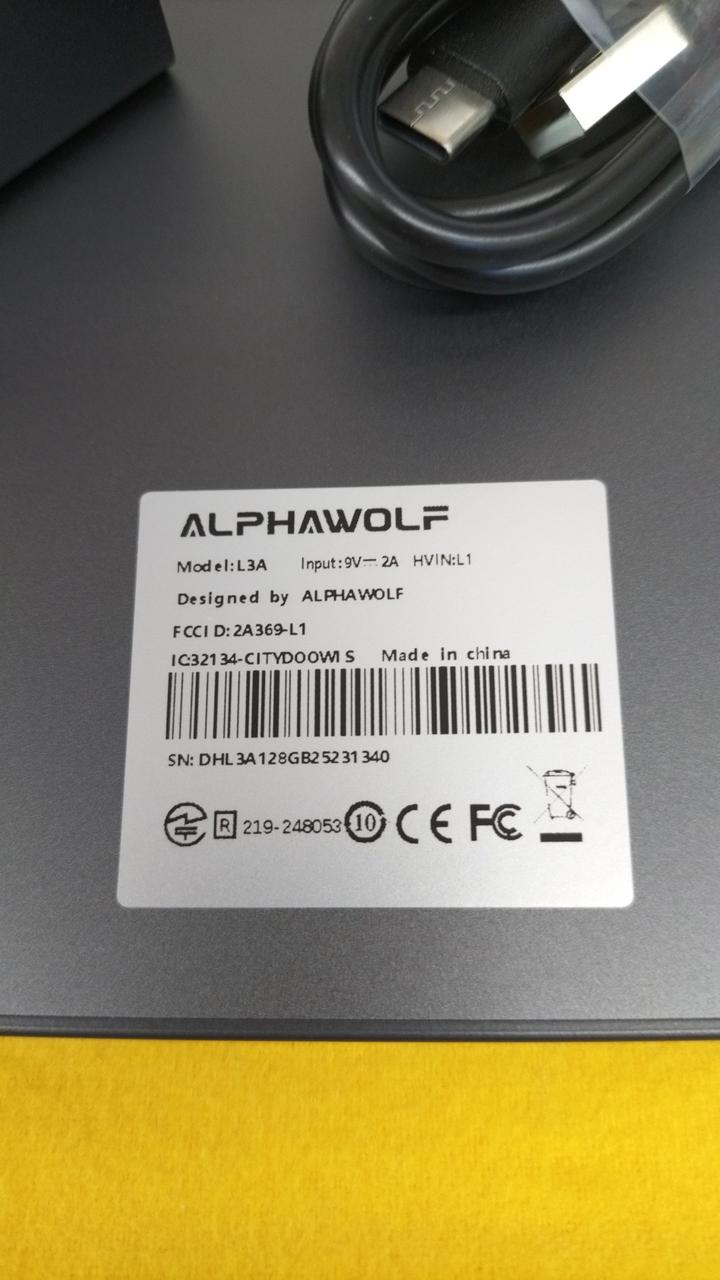 ALPHAWOLF
Model:L3A Input:9V⎓2A HVIN:L1
Designed by ALPHAWOLF
FCCI D:2A369-L1
IC:32134-CITYDOOWI S Made in china
SN: DHL3A128GB25231340
R 219-248053 10 CE FC